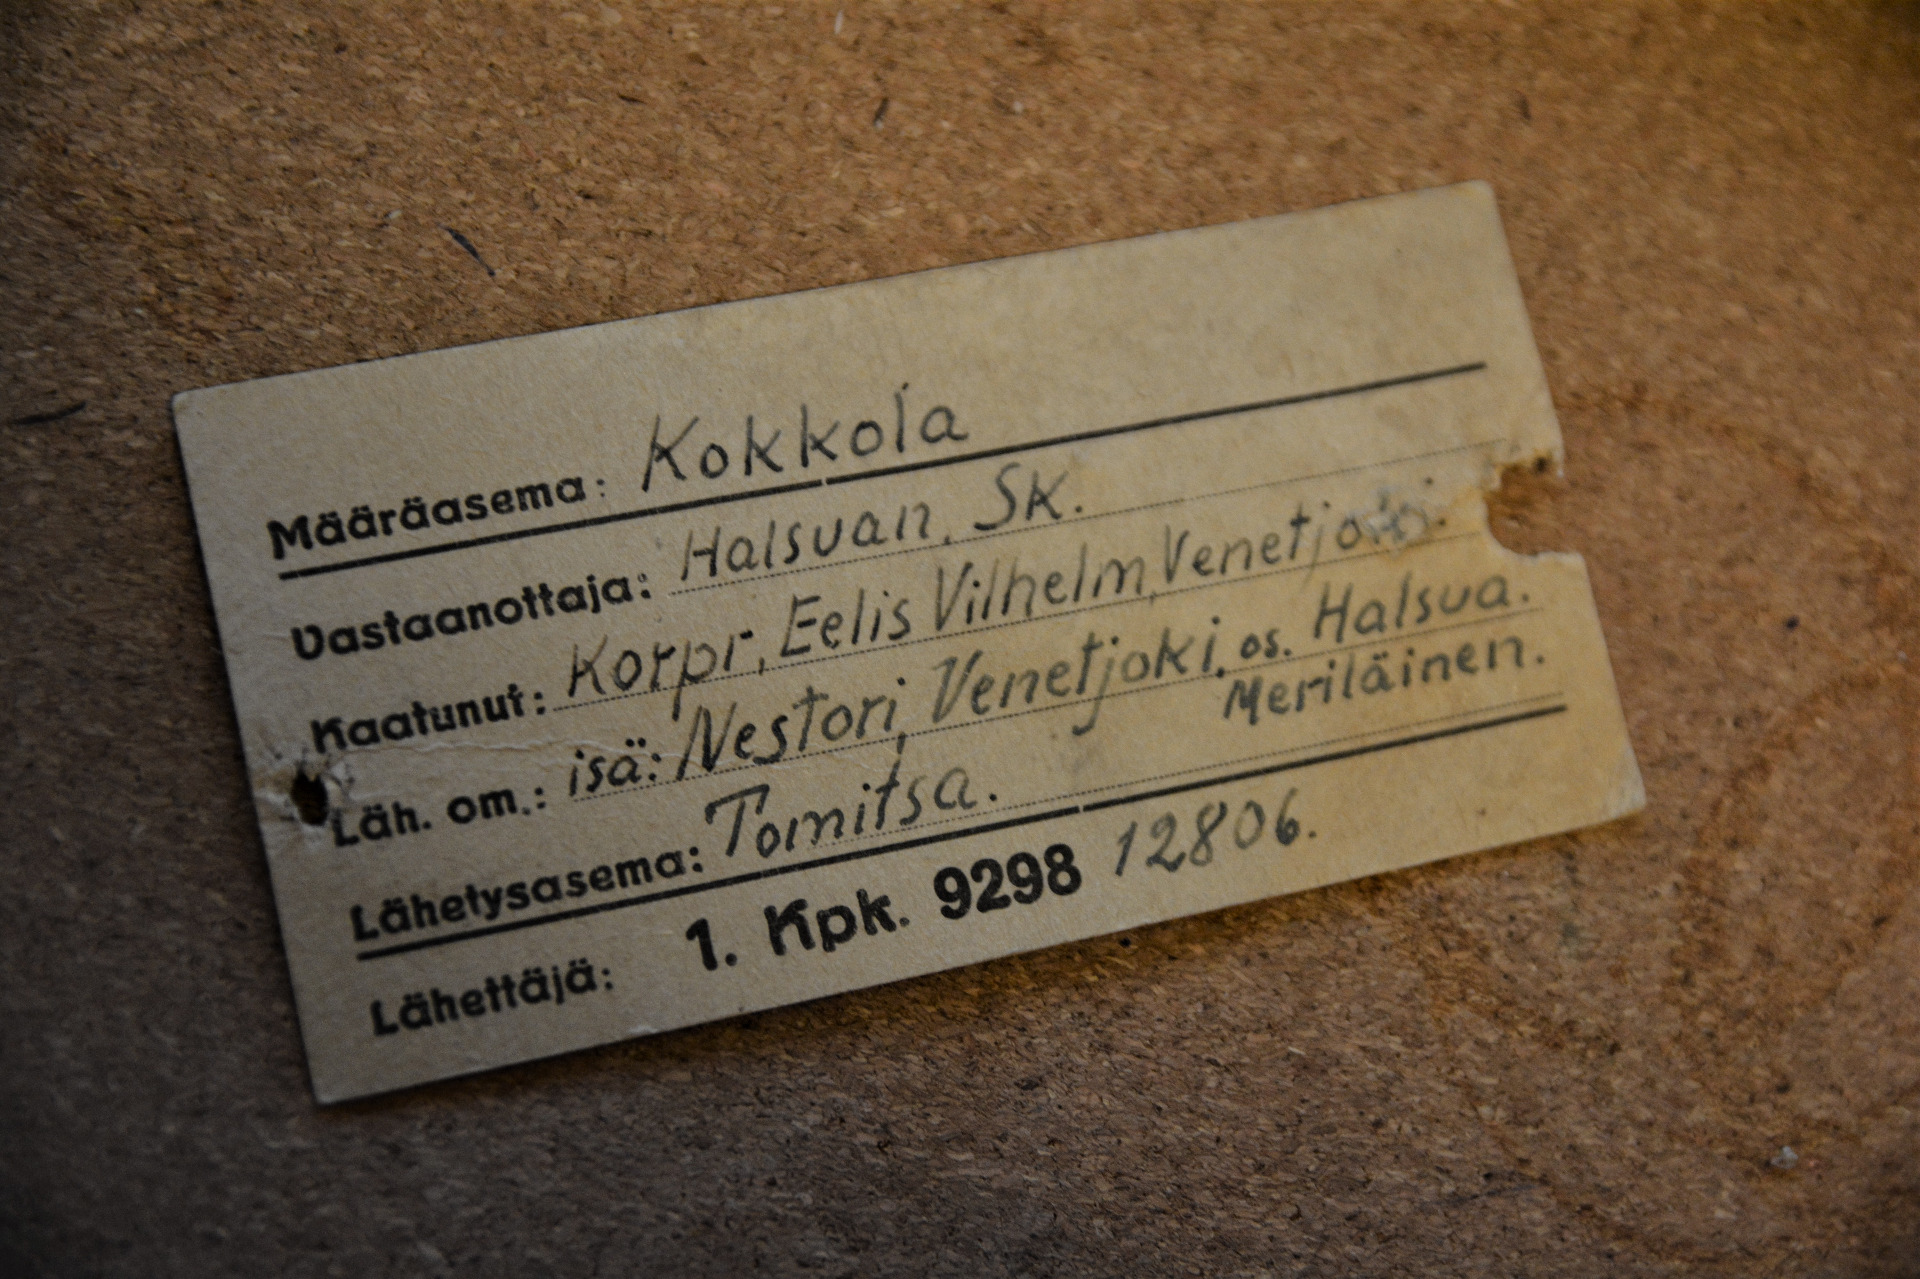 Määräasema: Kokkola
Vastaanottaja: Halsuan, SK.
Kaatunut: Korpr, Eelis Vilhelm, Venetjoki.
Läh. om.: isä: Nestori, Venetjoki, os. Halsua.
Meriläinen.
Lähetysasema: Tomitsa.
Lähettäjä: 1. Kpk. 9298 12806.